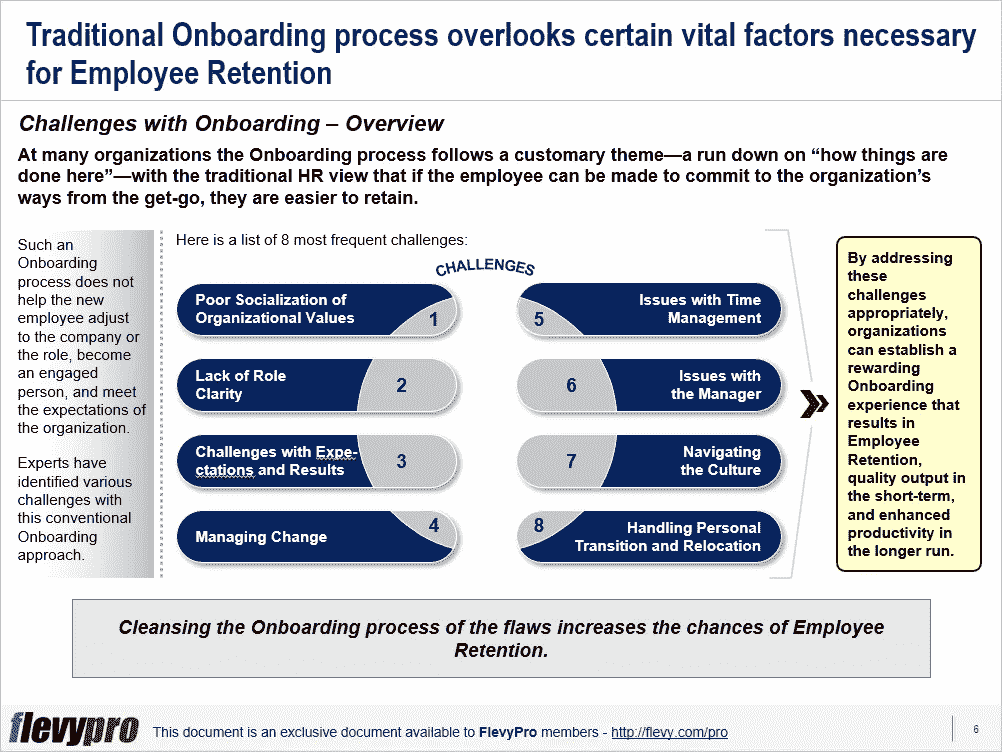 Traditional Onboarding process overlooks certain vital factors necessary
for Employee Retention
Challenges with Onboarding – Overview
At many organizations the Onboarding process follows a customary theme—a run down on “how things are
done here”—with the traditional HR view that if the employee can be made to commit to the organization’s
ways from the get-go, they are easier to retain.
Such an
Onboarding
process does not
help the new
employee adjust
to the company or
the role, become
an engaged
person, and meet
the expectations of
the organization.
Experts have
identified various
challenges with
this conventional
Onboarding
approach.
Here is a list of 8 most frequent challenges:
CHALLENGES
Poor Socialization of
Organizational Values
1
Lack of Role
Clarity
2
Challenges with Expe-
ctations and Results
3
Managing Change
4
5
Issues with Time
Management
6
Issues with
the Manager
7
Navigating
the Culture
8
Handling Personal
Transition and Relocation
By addressing
these
challenges
appropriately,
organizations
can establish a
rewarding
Onboarding
experience that
results in
Employee
Retention,
quality output in
the short-term,
and enhanced
productivity in
the longer run.
Cleansing the Onboarding process of the flaws increases the chances of Employee
Retention.
flevypro
This document is an exclusive document available to FlevyPro members - http://flevy.com/pro
6